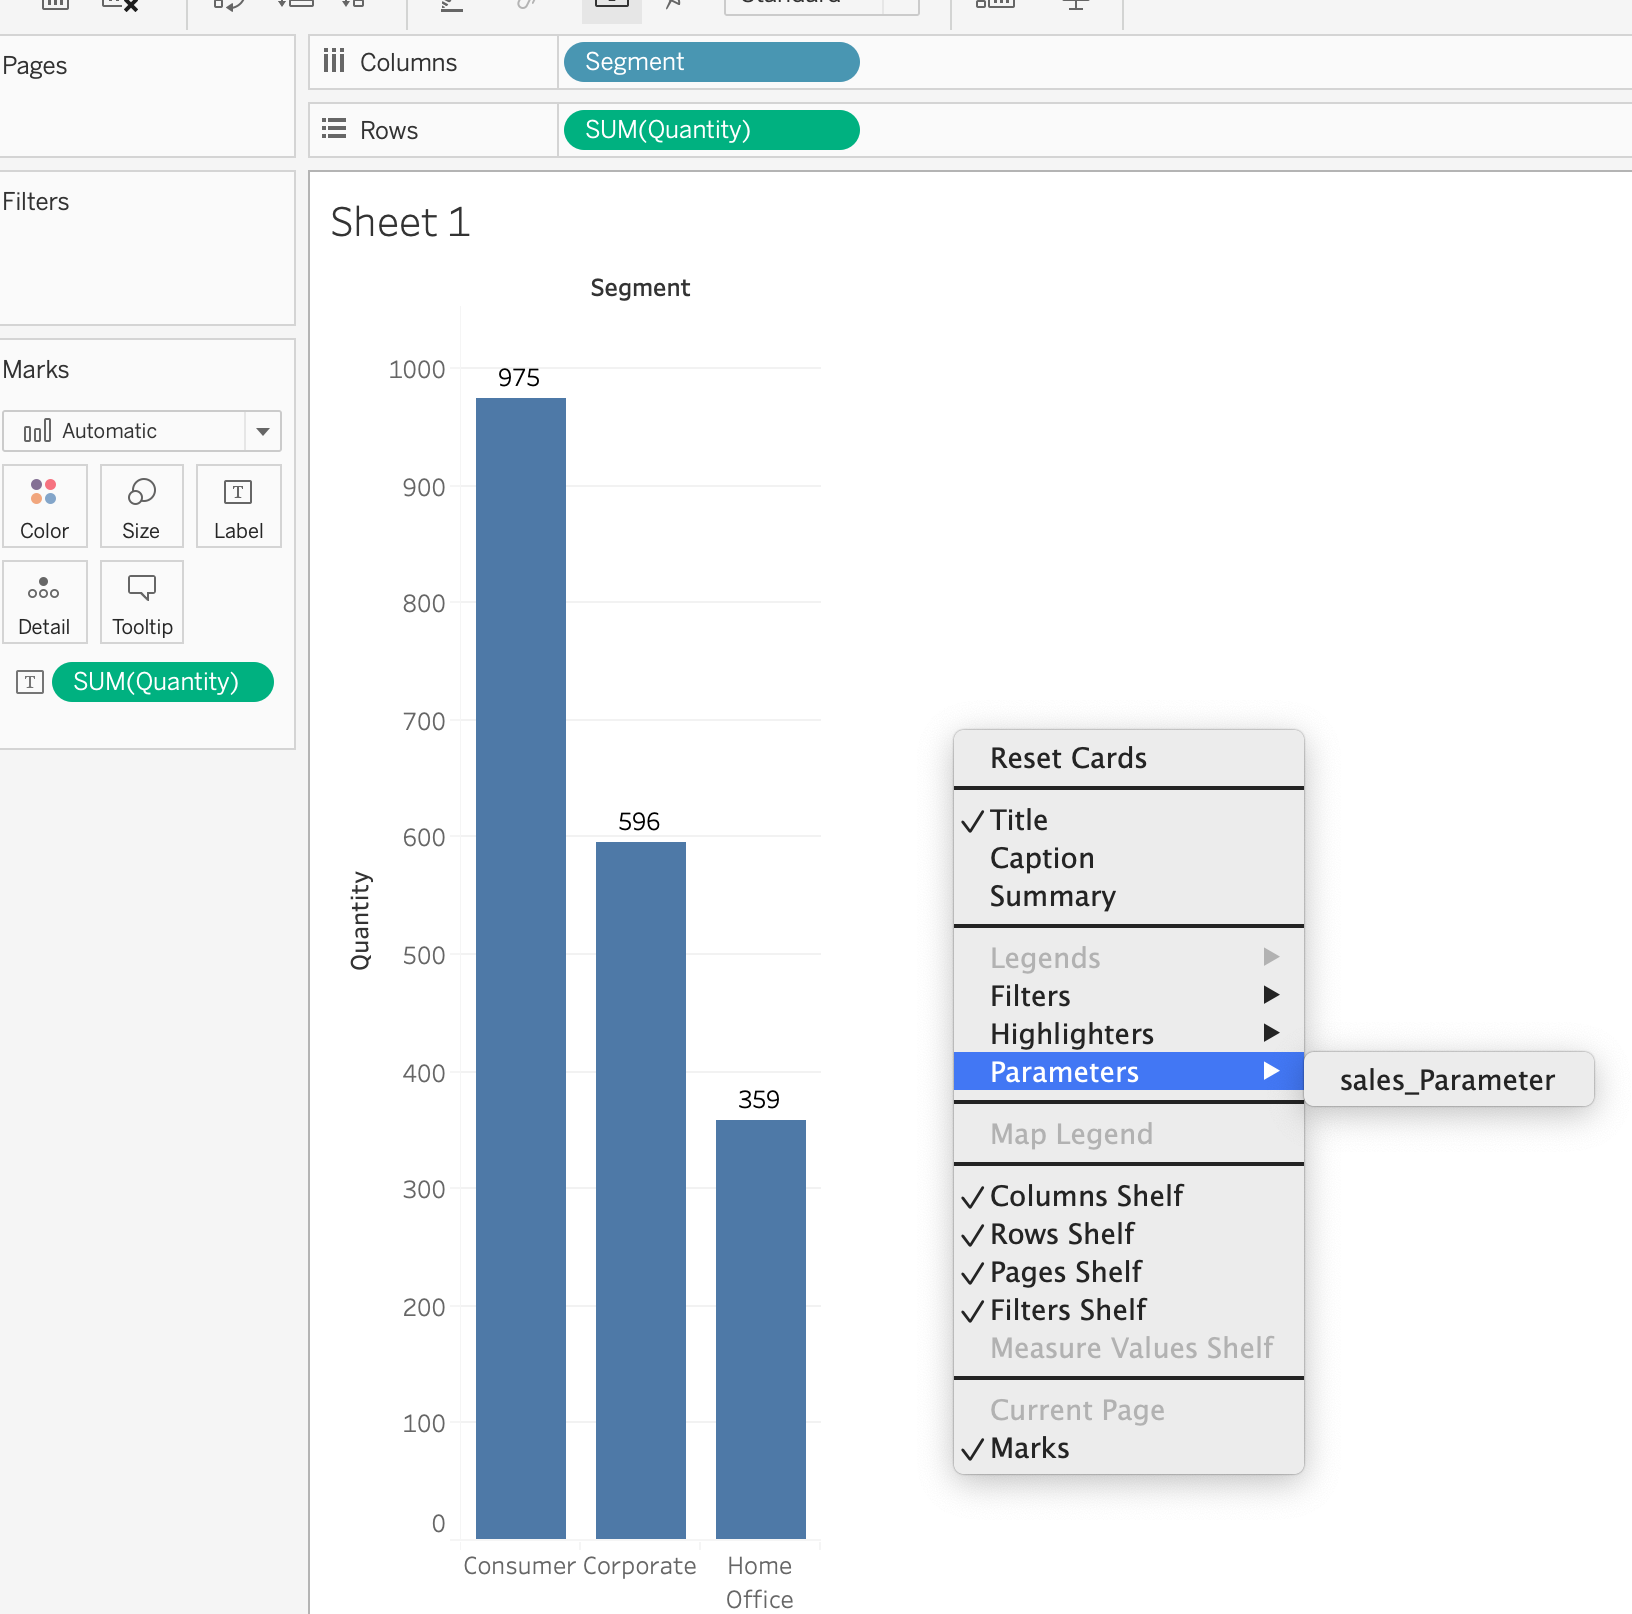 Standard
Pages
Columns
Segment
Rows
SUM(Quantity)
Filters
Sheet 1
Segment
Marks
Automatic
Color
Size
T
Label
Detail
Tooltip
T
SUM(Quantity)
1000
900
800
700
600
500
400
300
200
100
0
Quantity
975
596
359
Consumer
Corporate
Home
Office
Reset Cards
Title
Caption
Summary
Legends
Filters
Highlighters
Parameters
sales_Parameter
Map Legend
Columns Shelf
Rows Shelf
Pages Shelf
Filters Shelf
Measure Values Shelf
Current Page
Marks